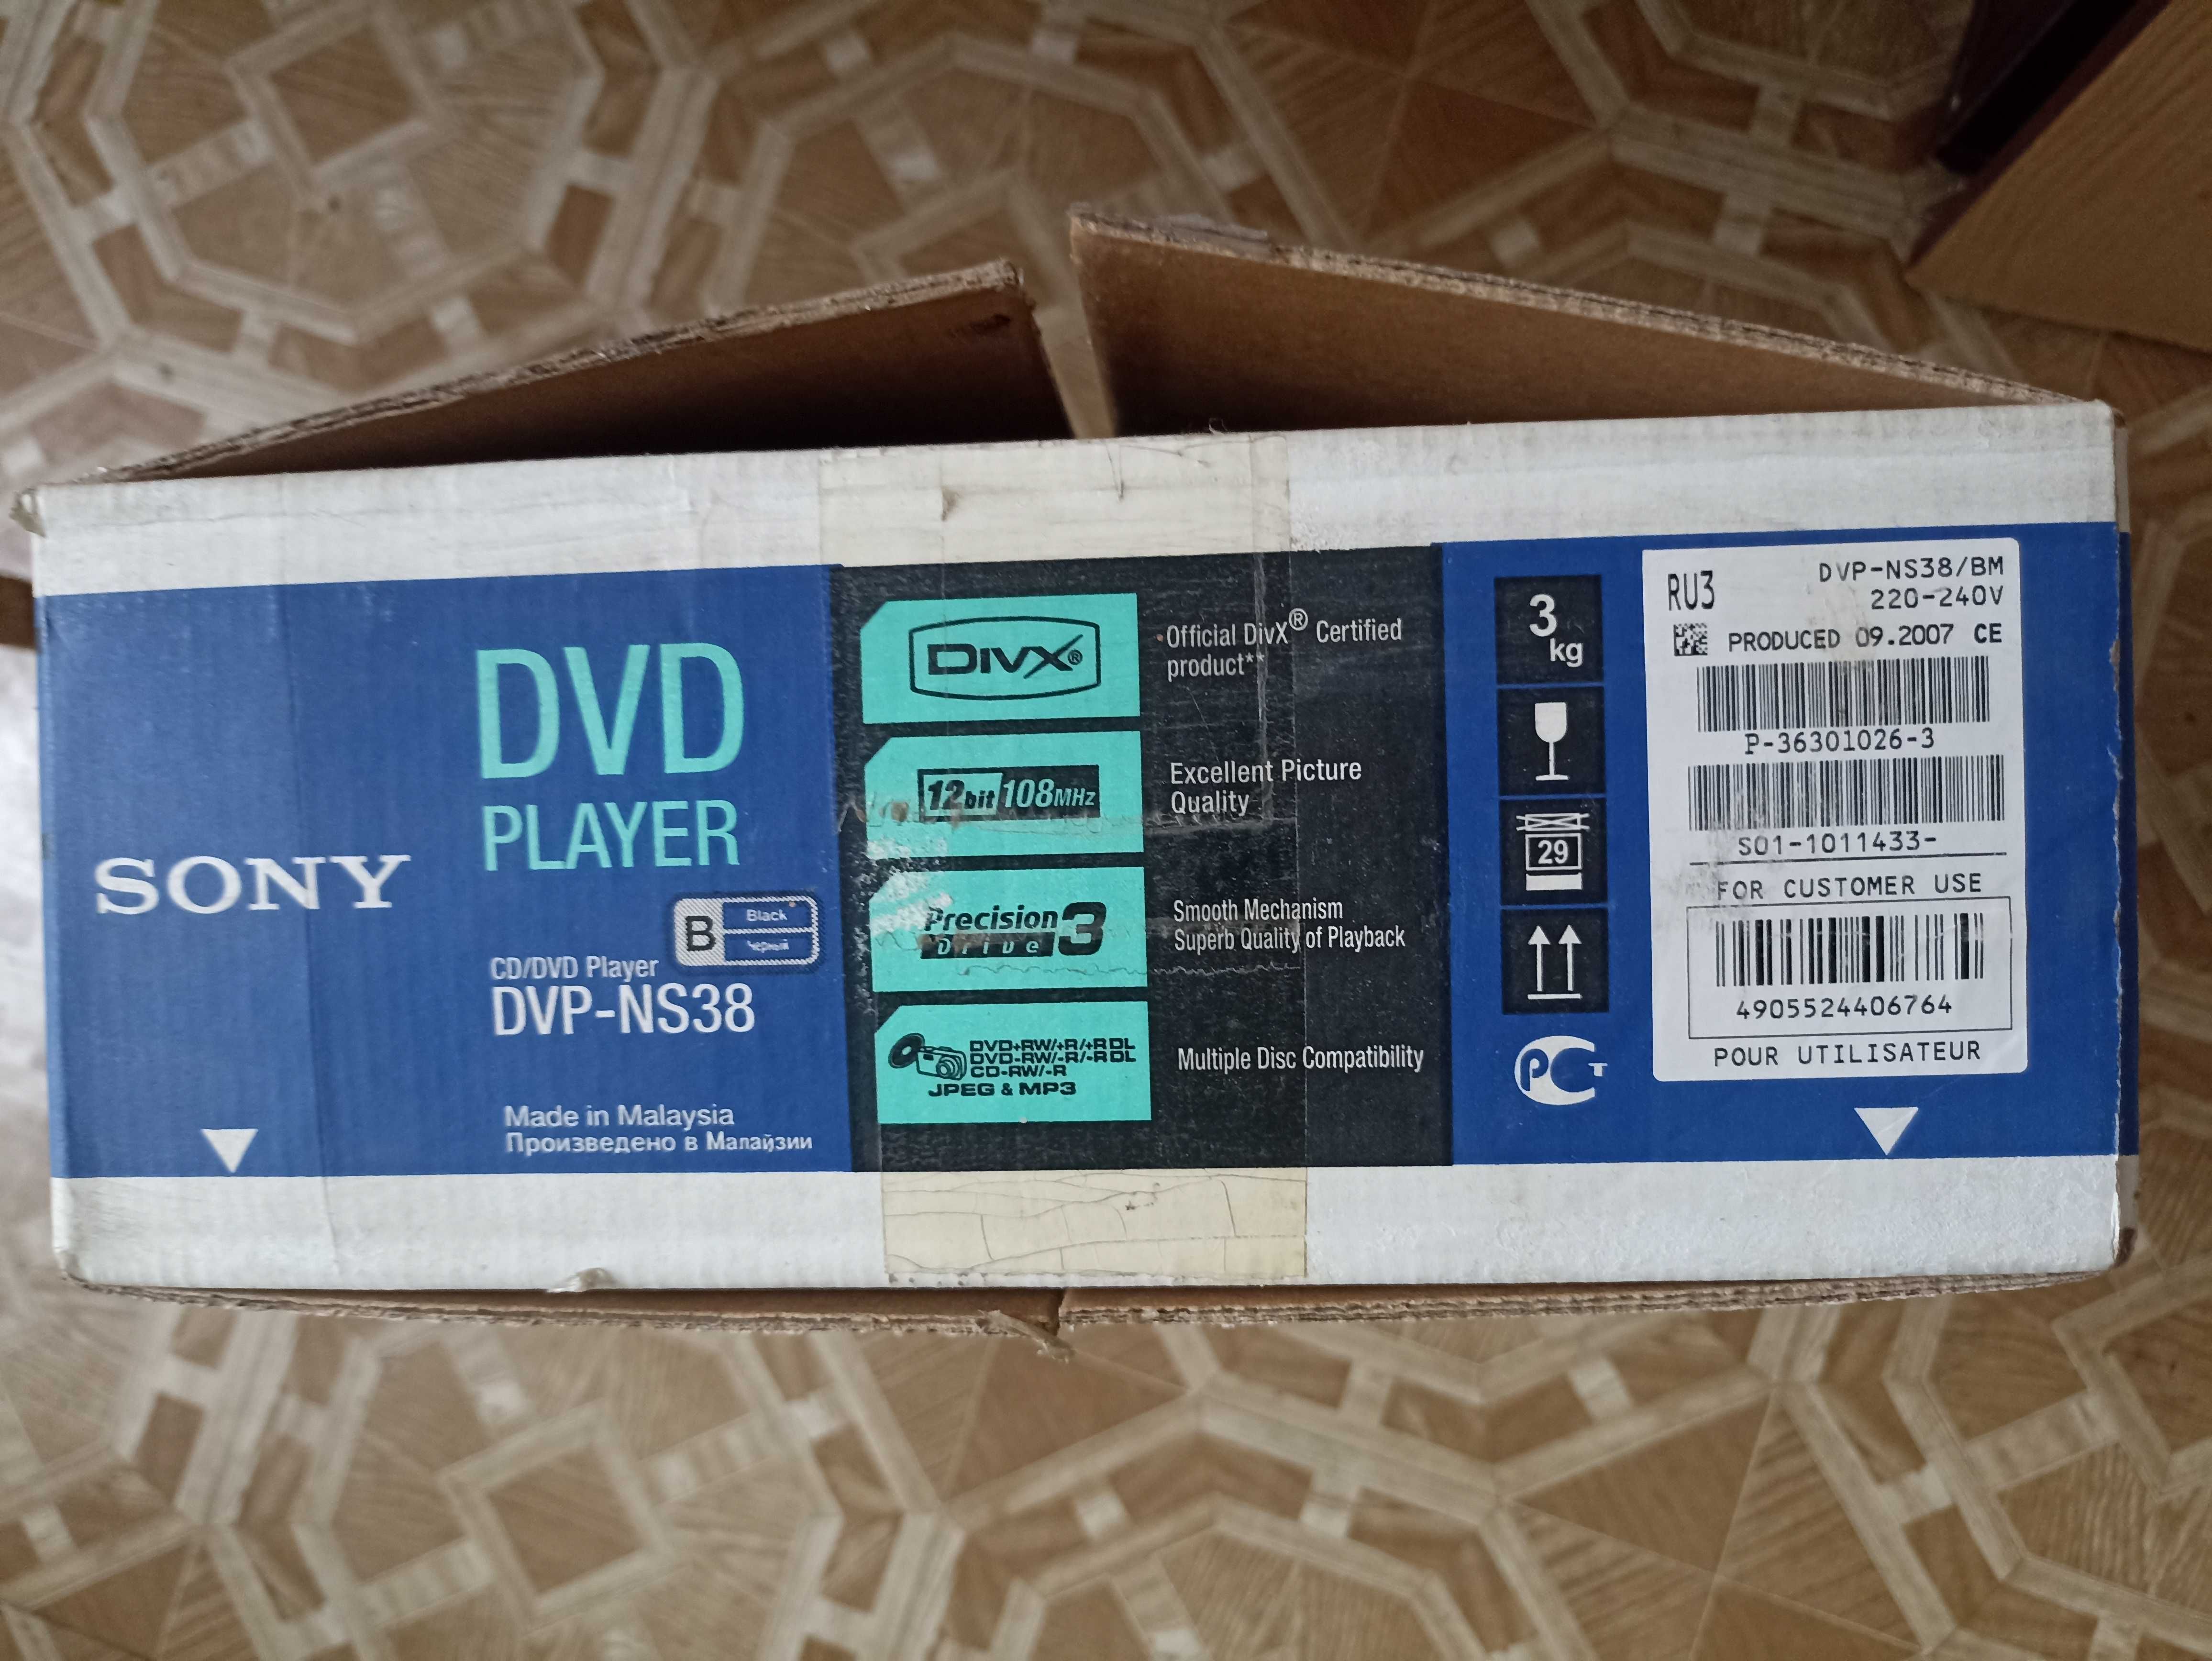 SONY
DVD
PLAYER
B
Black
Черный
CD/DVD Player
DVP-NS38
Made in Malaysia
Произведено в Малайзии
DIVX®
Official DivX® Certified
product**
12bit 108MHz
Excellent Picture
Quality
Precision
Drive 3
Smooth Mechanism
Superb Quality of Playback
DVD+RW/+R/+R DL
DVD-RW/-R/-R DL
CD-RW/-R
JPEG & MP3
Multiple Disc Compatibility
3
kg
29
РСТ
RU3
DVP-NS38/BM
220-240V
PRODUCED 09.2007 CE
P-36301026-3
S01-1011433-
FOR CUSTOMER USE
4905524406764
POUR UTILISATEUR